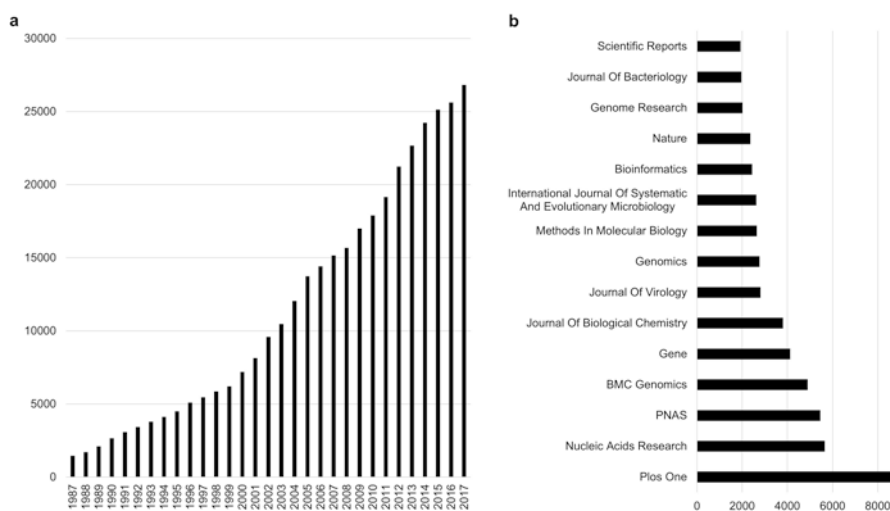 a
30000
25000
20000
15000
10000
5000
0
1987
1988
1989
1990
1991
1992
1993
1994
1995
1996
1997
1998
1999
2000
2001
2002
2003
2004
2005
2006
2007
2008
2009
2010
2011
2012
2013
2014
2015
2016
2017
b
Scientific Reports
Journal Of Bacteriology
Genome Research
Nature
Bioinformatics
International Journal Of Systematic
And Evolutionary Microbiology
Methods In Molecular Biology
Genomics
Journal Of Virology
Journal Of Biological Chemistry
Gene
BMC Genomics
PNAS
Nucleic Acids Research
Plos One
0 2000 4000 6000 8000